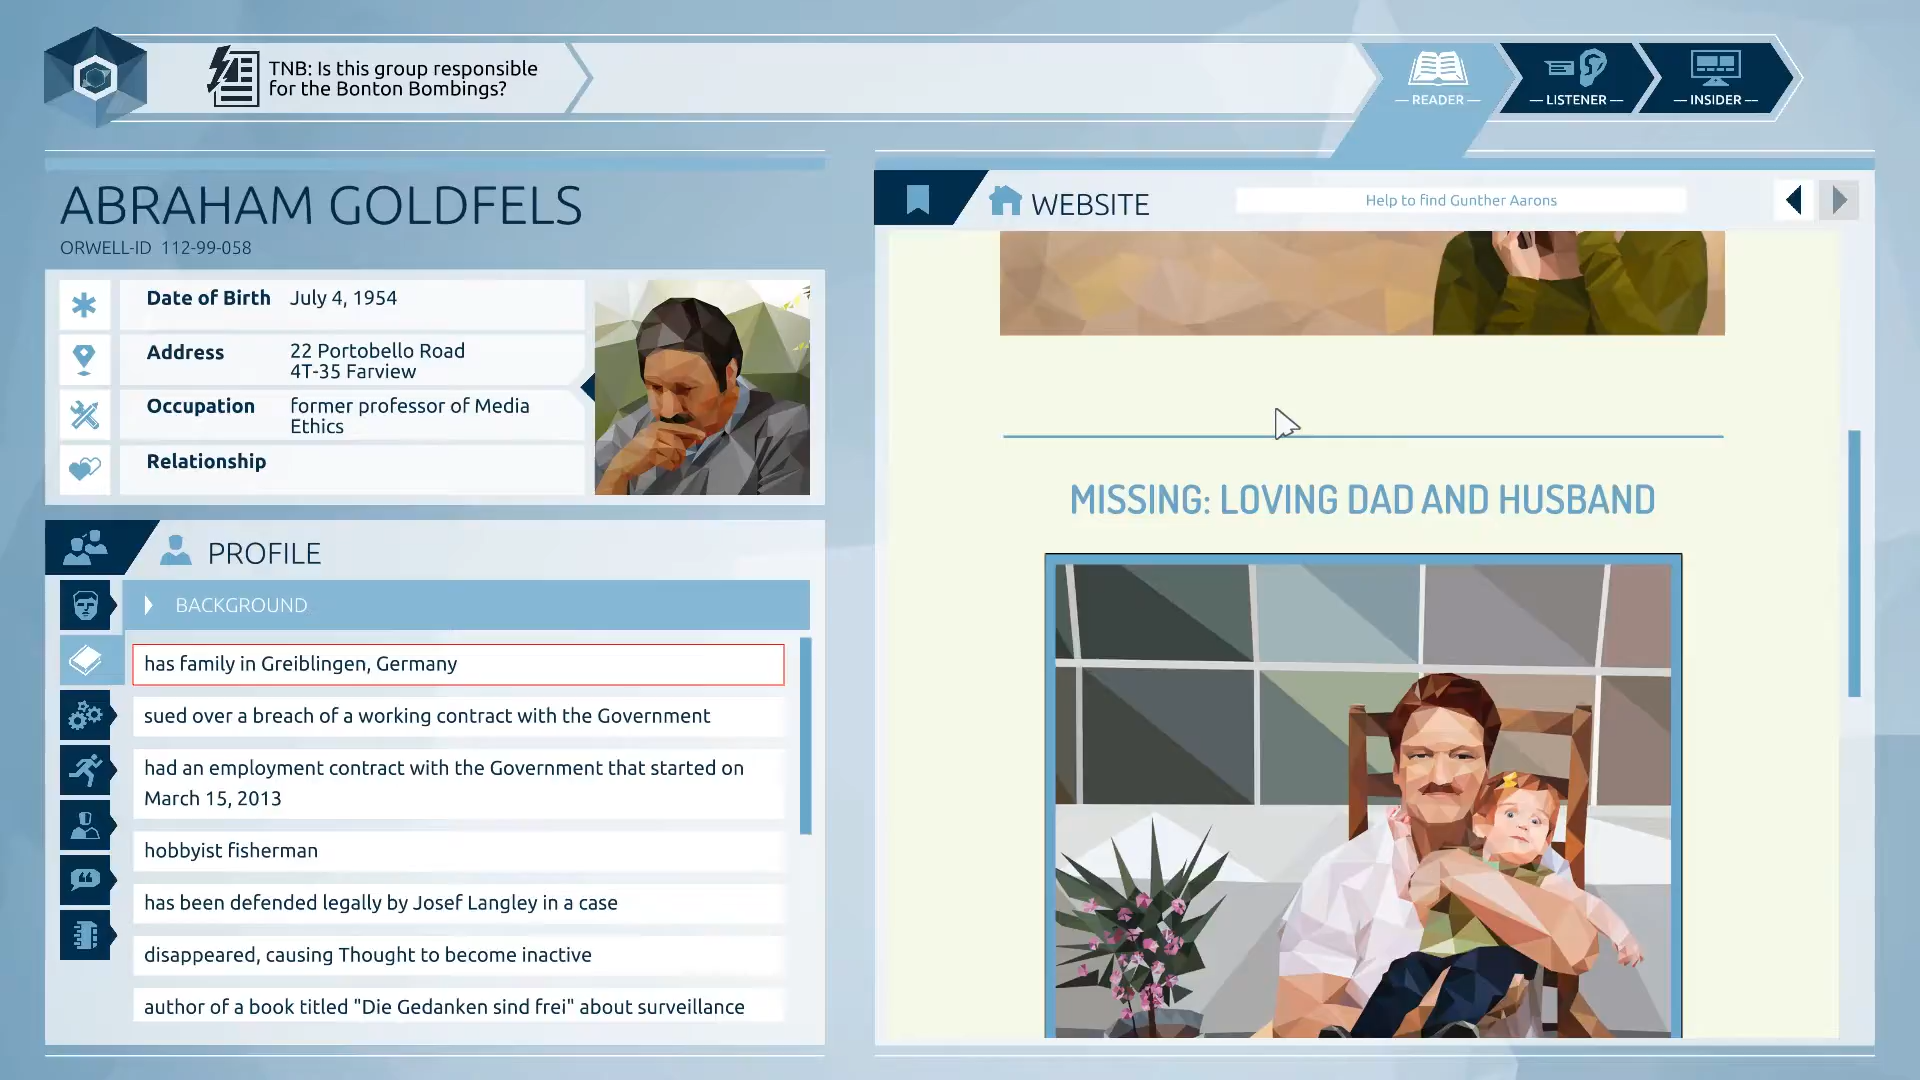 TNB: Is this group responsible
for the Bonton Bombings?
READER
LISTENER
INSIDER
ABRAHAM GOLDFELS
ORWELL-ID 112-99-058
Date of Birth July 4, 1954
Address 22 Portobello Road
4T-35 Farview
Occupation former professor of Media
Ethics
Relationship
PROFILE
BACKGROUND
has family in Greiblingen, Germany
sued over a breach of a working contract with the Government
had an employment contract with the Government that started on
March 15, 2013
hobbyist fisherman
has been defended legally by Josef Langley in a case
disappeared, causing Thought to become inactive
author of a book titled "Die Gedanken sind frei" about surveillance
WEBSITE
Help to find Gunther Aarons
MISSING: LOVING DAD AND HUSBAND